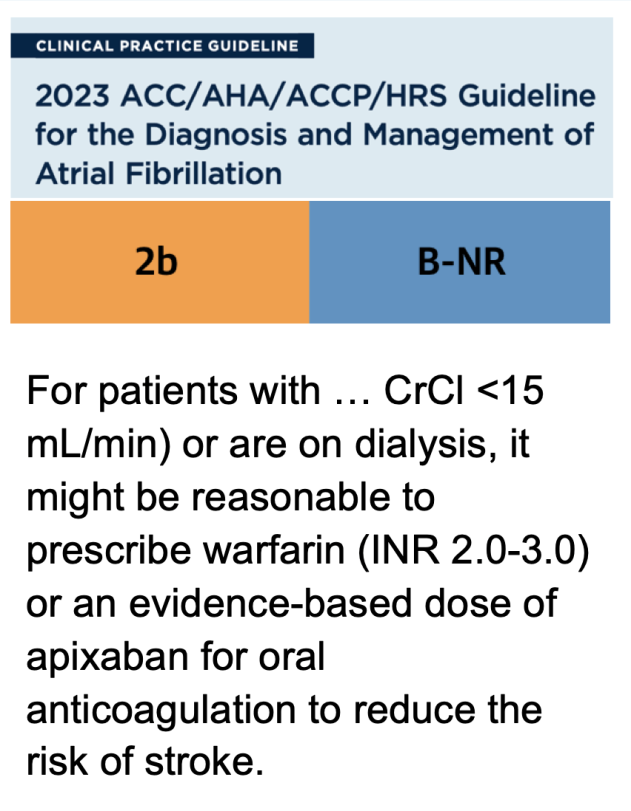 CLINICAL PRACTICE GUIDELINE
2023 ACC/AHA/ACCP/HRS Guideline
for the Diagnosis and Management of
Atrial Fibrillation
2b
B-NR
For patients with … CrCl <15
mL/min) or are on dialysis, it
might be reasonable to
prescribe warfarin (INR 2.0-3.0)
or an evidence-based dose of
apixaban for oral
anticoagulation to reduce the
risk of stroke.